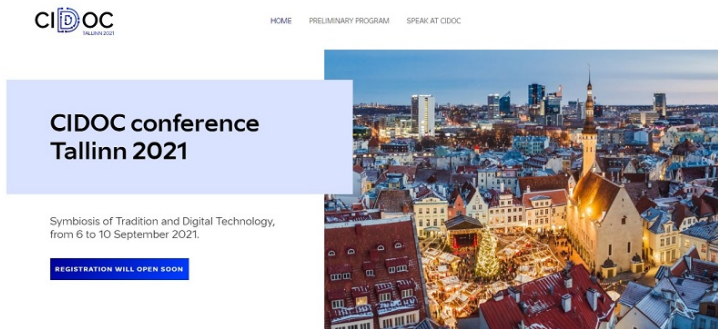 CIDOC
TALLINN 2021
HOME PRELIMINARY PROGRAM SPEAK AT CIDOC
CIDOC conference
Tallinn 2021
Symbiosis of Tradition and Digital Technology,
from 6 to 10 September 2021.
REGISTRATION WILL OPEN SOON